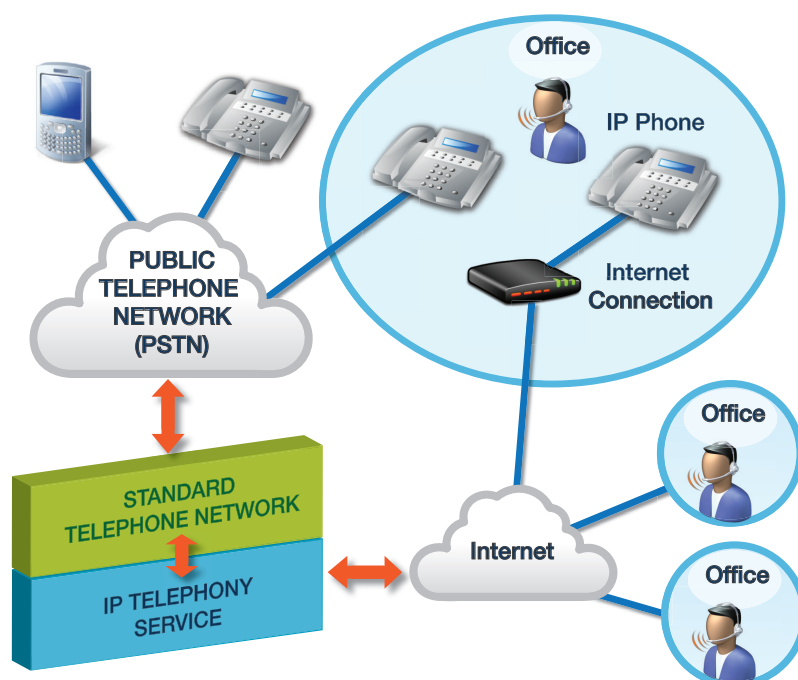 Office
IP Phone
PUBLIC
TELEPHONE
NETWORK
(PSTN)
Internet
Connection
Office
STANDARD
TELEPHONE NETWORK
Internet
IP TELEPHONY
SERVICE
Office